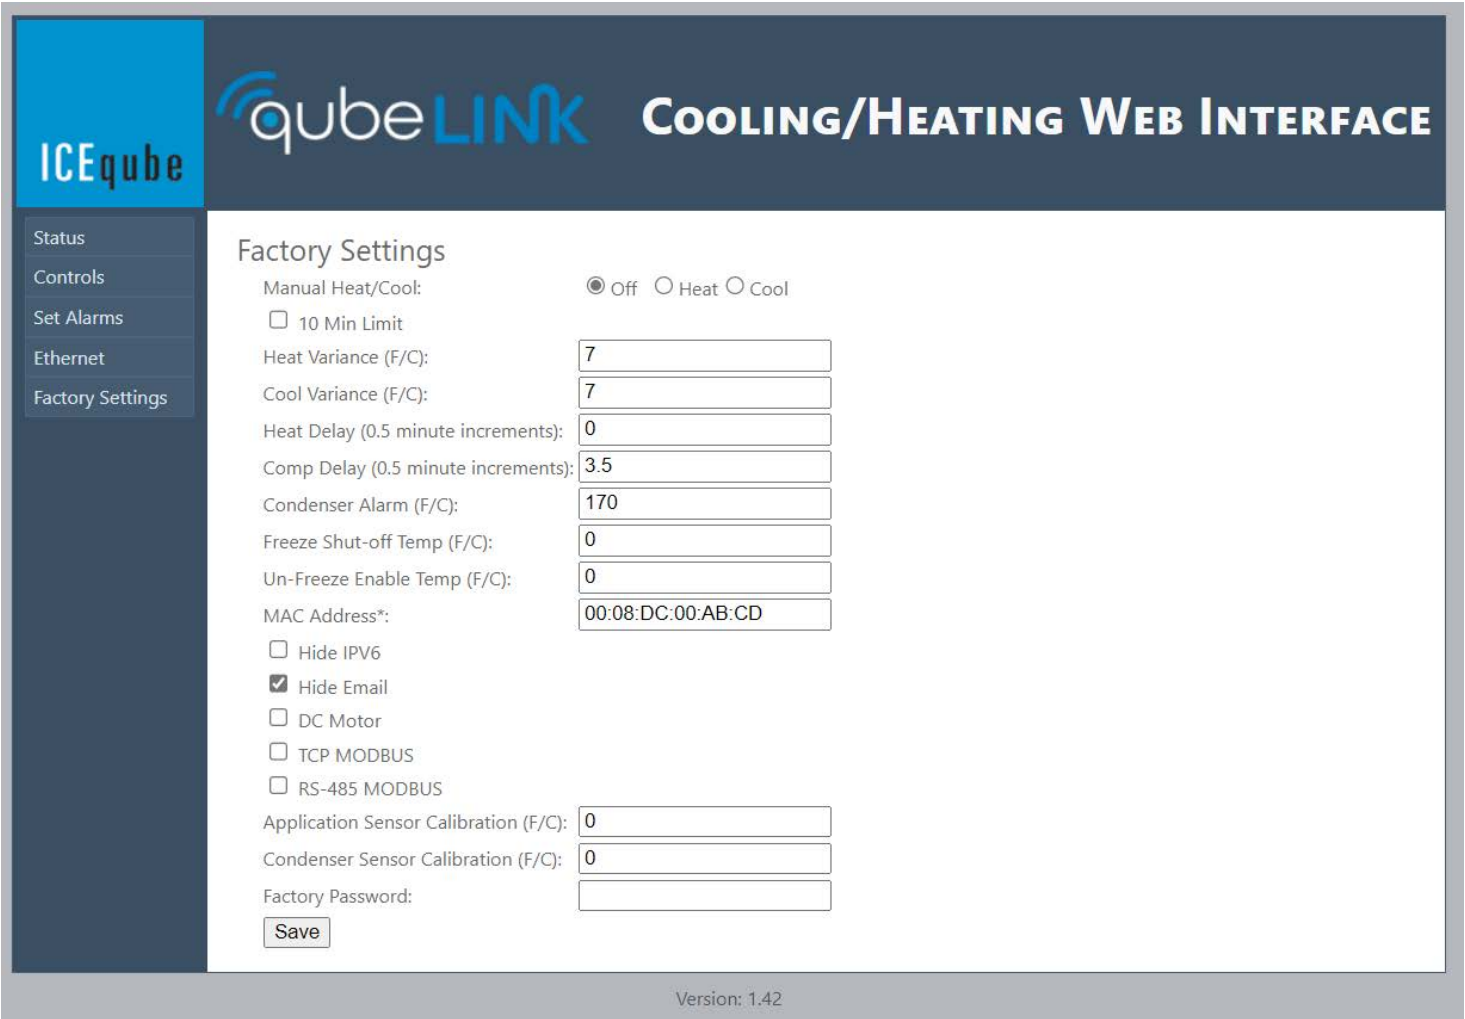 ICEqube
qubeLINK
COOLING/HEATING WEB INTERFACE
Status
Controls
Set Alarms
Ethernet
Factory Settings
Factory Settings
Manual Heat/Cool: Off Heat Cool
10 Min Limit
Heat Variance (F/C): 7
Cool Variance (F/C): 7
Heat Delay (0.5 minute increments): 0
Comp Delay (0.5 minute increments): 3.5
Condenser Alarm (F/C): 170
Freeze Shut-off Temp (F/C): 0
Un-Freeze Enable Temp (F/C): 0
MAC Address*: 00:08:DC:00:AB:CD
Hide IPV6
Hide Email
DC Motor
TCP MODBUS
RS-485 MODBUS
Application Sensor Calibration (F/C): 0
Condenser Sensor Calibration (F/C): 0
Factory Password:
Save
Version: 1.42